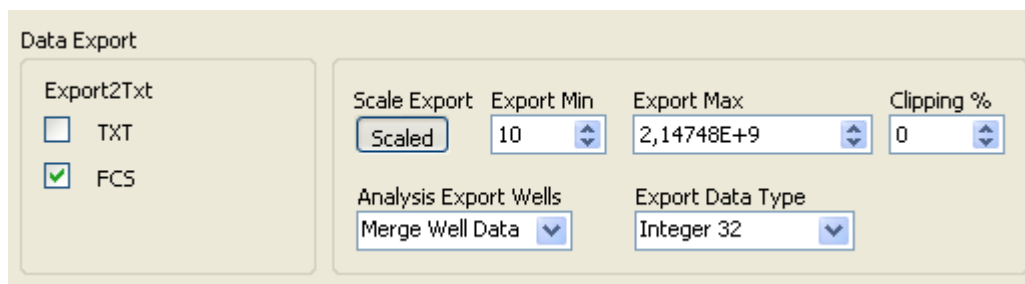 Data Export
Export2Txt
TXT
FCS
Scale Export Export Min Export Max Clipping %
Scaled 10 2,14748E+9 0
Analysis Export Wells Export Data Type
Merge Well Data Integer 32